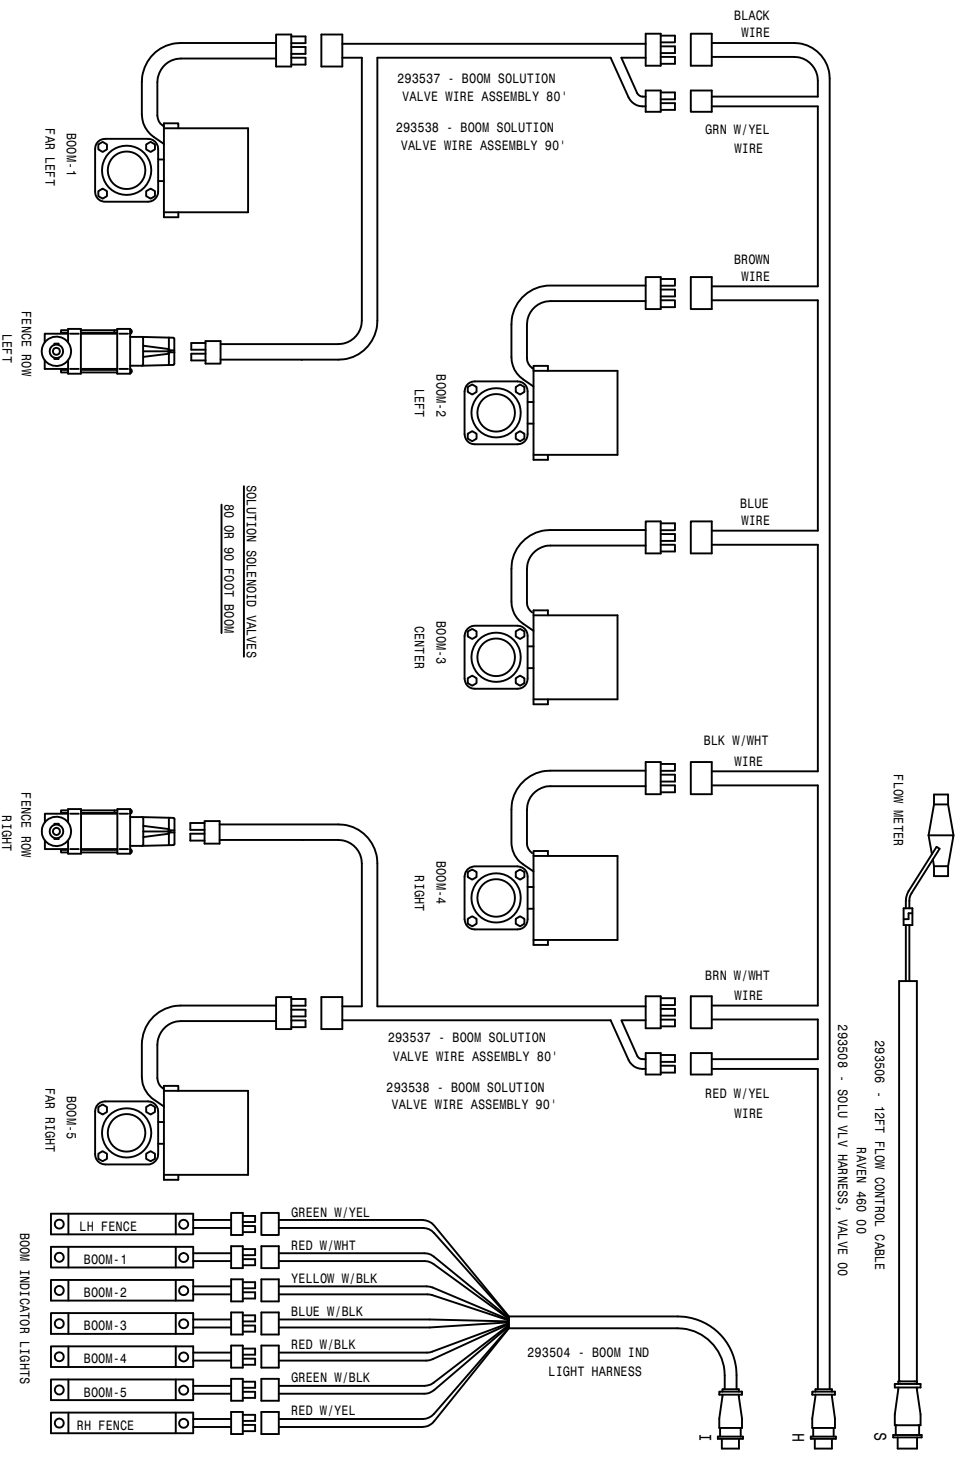 BLACK
WIRE
293537 - BOOM SOLUTION
VALVE WIRE ASSEMBLY 80'
293538 - BOOM SOLUTION
VALVE WIRE ASSEMBLY 90'
GRN W/YEL
WIRE
BOOM-1
FAR LEFT
BROWN
WIRE
FENCE ROW
LEFT
BOOM-2
LEFT
BLUE
WIRE
SOLUTION SOLENOID VALVES
80 OR 90 FOOT BOOM
BOOM-3
CENTER
BLK W/WHT
WIRE
FLOW METER
FENCE ROW
RIGHT
BOOM-4
RIGHT
BRN W/WHT
WIRE
293537 - BOOM SOLUTION
VALVE WIRE ASSEMBLY 80'
293538 - BOOM SOLUTION
VALVE WIRE ASSEMBLY 90'
RED W/YEL
WIRE
293506 - 12FT FLOW CONTROL CABLE
RAVEN 460 00
293508 - SOLU VLV HARNESS, VALVE 00
BOOM-5
FAR RIGHT
BOOM INDICATOR LIGHTS
LH FENCE
GREEN W/YEL
BOOM-1
RED W/WHT
BOOM-2
YELLOW W/BLK
BOOM-3
BLUE W/BLK
BOOM-4
RED W/BLK
BOOM-5
GREEN W/BLK
RH FENCE
RED W/YEL
293504 - BOOM IND
LIGHT HARNESS
I
H
S